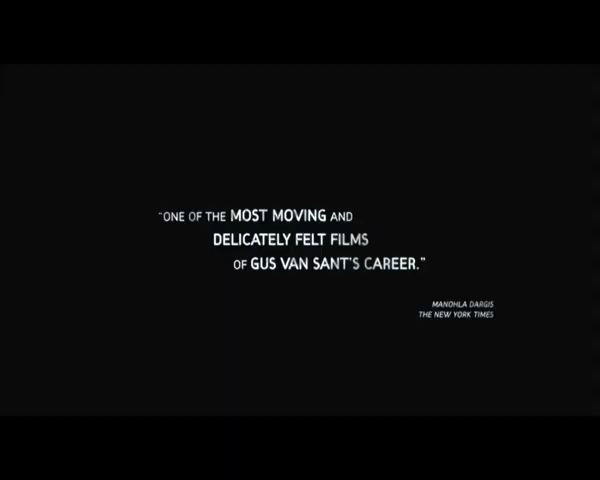 "ONE OF THE MOST MOVING AND
DELICATELY FELT FILMS
OF GUS VAN SANT'S CAREER."
MANOHLA DARGIS
THE NEW YORK TIMES